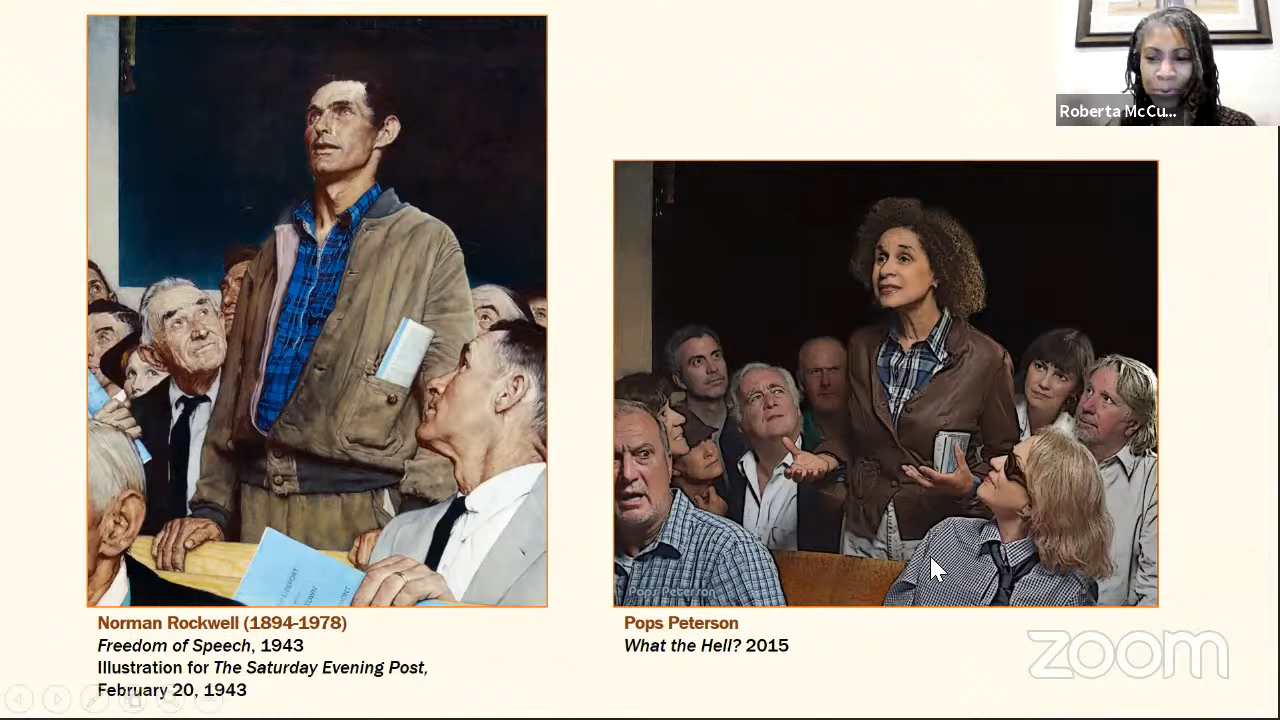 Roberta McCu...
REPORT
Pops Peterson
Norman Rockwell (1894-1978)
Freedom of Speech, 1943
Illustration for The Saturday Evening Post,
February 20, 1943
Pops Peterson
What the Hell? 2015
zoom